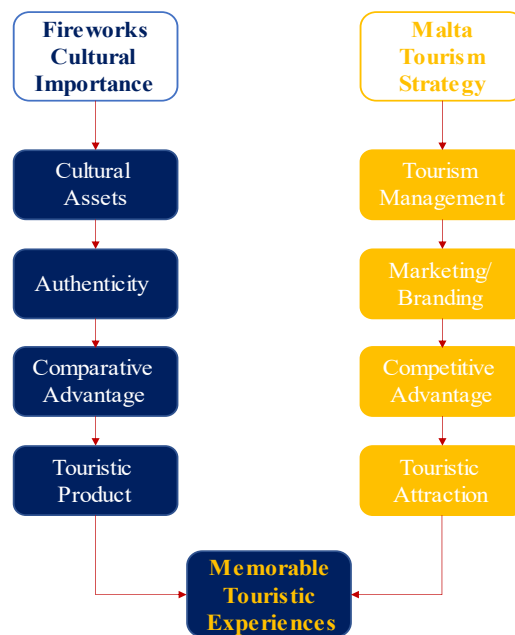 Fireworks
Cultural
Importance
Malta
Tourism
Strategy
Cultural
Assets
Tourism
Management
Authenticity
Marketing/
Branding
Comparative
Advantage
Competitive
Advantage
Touristic
Product
Touristic
Attraction
Memorable
Touristic
Experiences